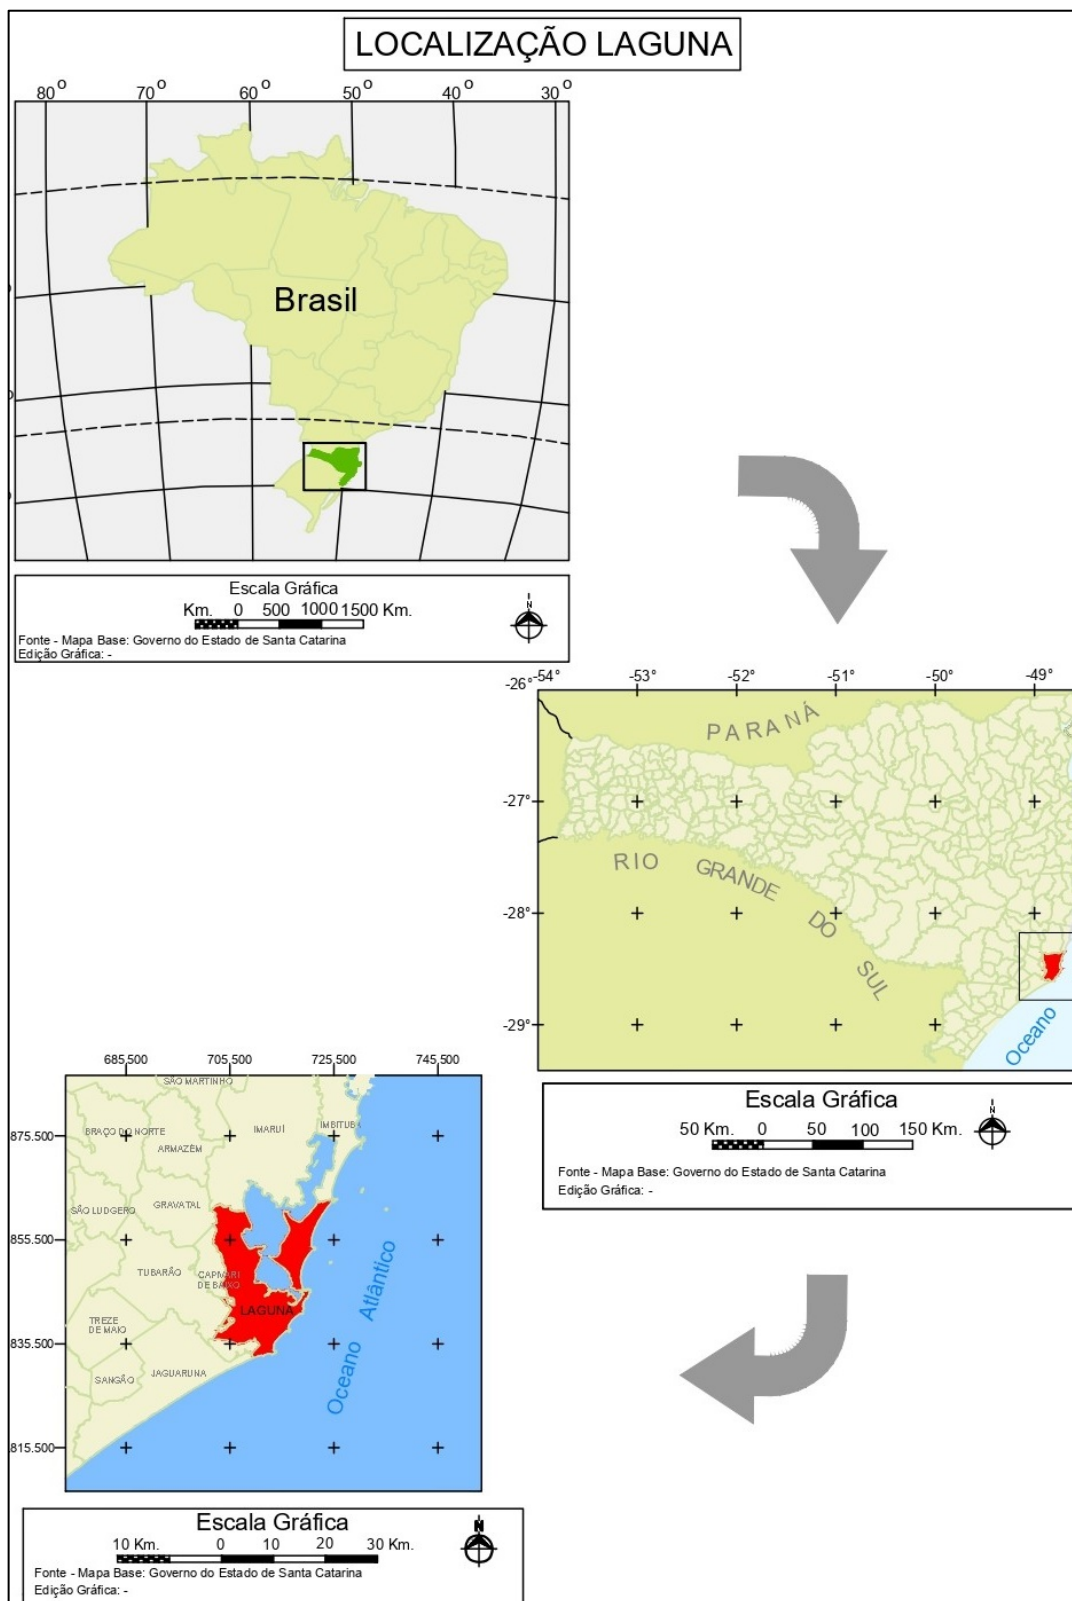 LOCALIZAÇÃO LAGUNA
80° 70° 60° 50° 40° 30°
Brasil
Escala Gráfica
Km. 0 500 1000 1500 Km.
N
Fonte - Mapa Base: Governo do Estado de Santa Catarina
Edição Gráfica: -
-26° -54° -53° -52° -51° -50° -49°
PARANÁ
-27°
RIO GRANDE DO SUL
-28°
-29°
Oceano
Escala Gráfica
50 Km. 0 50 100 150 Km.
N
Fonte - Mapa Base: Governo do Estado de Santa Catarina
Edição Gráfica: -
685,500 705,500 725,500 745,500
SÃO MARTINHO
BRAÇO DO NORTE
IMARUÍ
IMBITUBA
875.500
ARMAZÉM
SÃO LUDGERO
GRAVATAL
855.500
TUBARÃO
CAPIVARI
DE BAIXO
LAGUNA
TREZE
DE MAIO
835.500
SANGÃO
JAGUARUNA
Oceano Atlântico
815.500
Escala Gráfica
10 Km. 0 10 20 30 Km.
N
Fonte - Mapa Base: Governo do Estado de Santa Catarina
Edição Gráfica: -